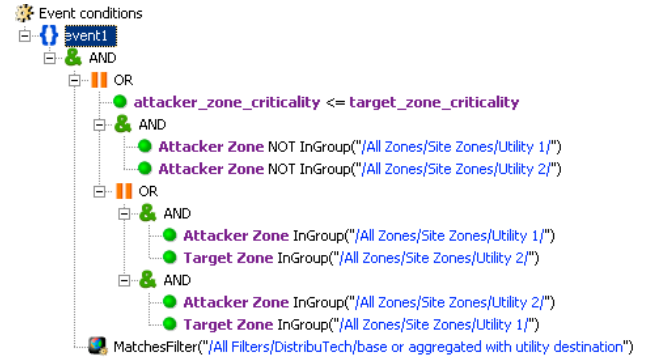 Event conditions
event1
AND
OR
attacker_zone_criticality <= target_zone_criticality
AND
Attacker Zone NOT InGroup("/All Zones/Site Zones/Utility 1/")
Attacker Zone NOT InGroup("/All Zones/Site Zones/Utility 2/")
OR
AND
Attacker Zone InGroup("/All Zones/Site Zones/Utility 1/")
Target Zone InGroup("/All Zones/Site Zones/Utility 2/")
AND
Attacker Zone InGroup("/All Zones/Site Zones/Utility 2/")
Target Zone InGroup("/All Zones/Site Zones/Utility 1/")
MatchesFilter("/All Filters/DistribuTech/base or aggregated with utility destination")